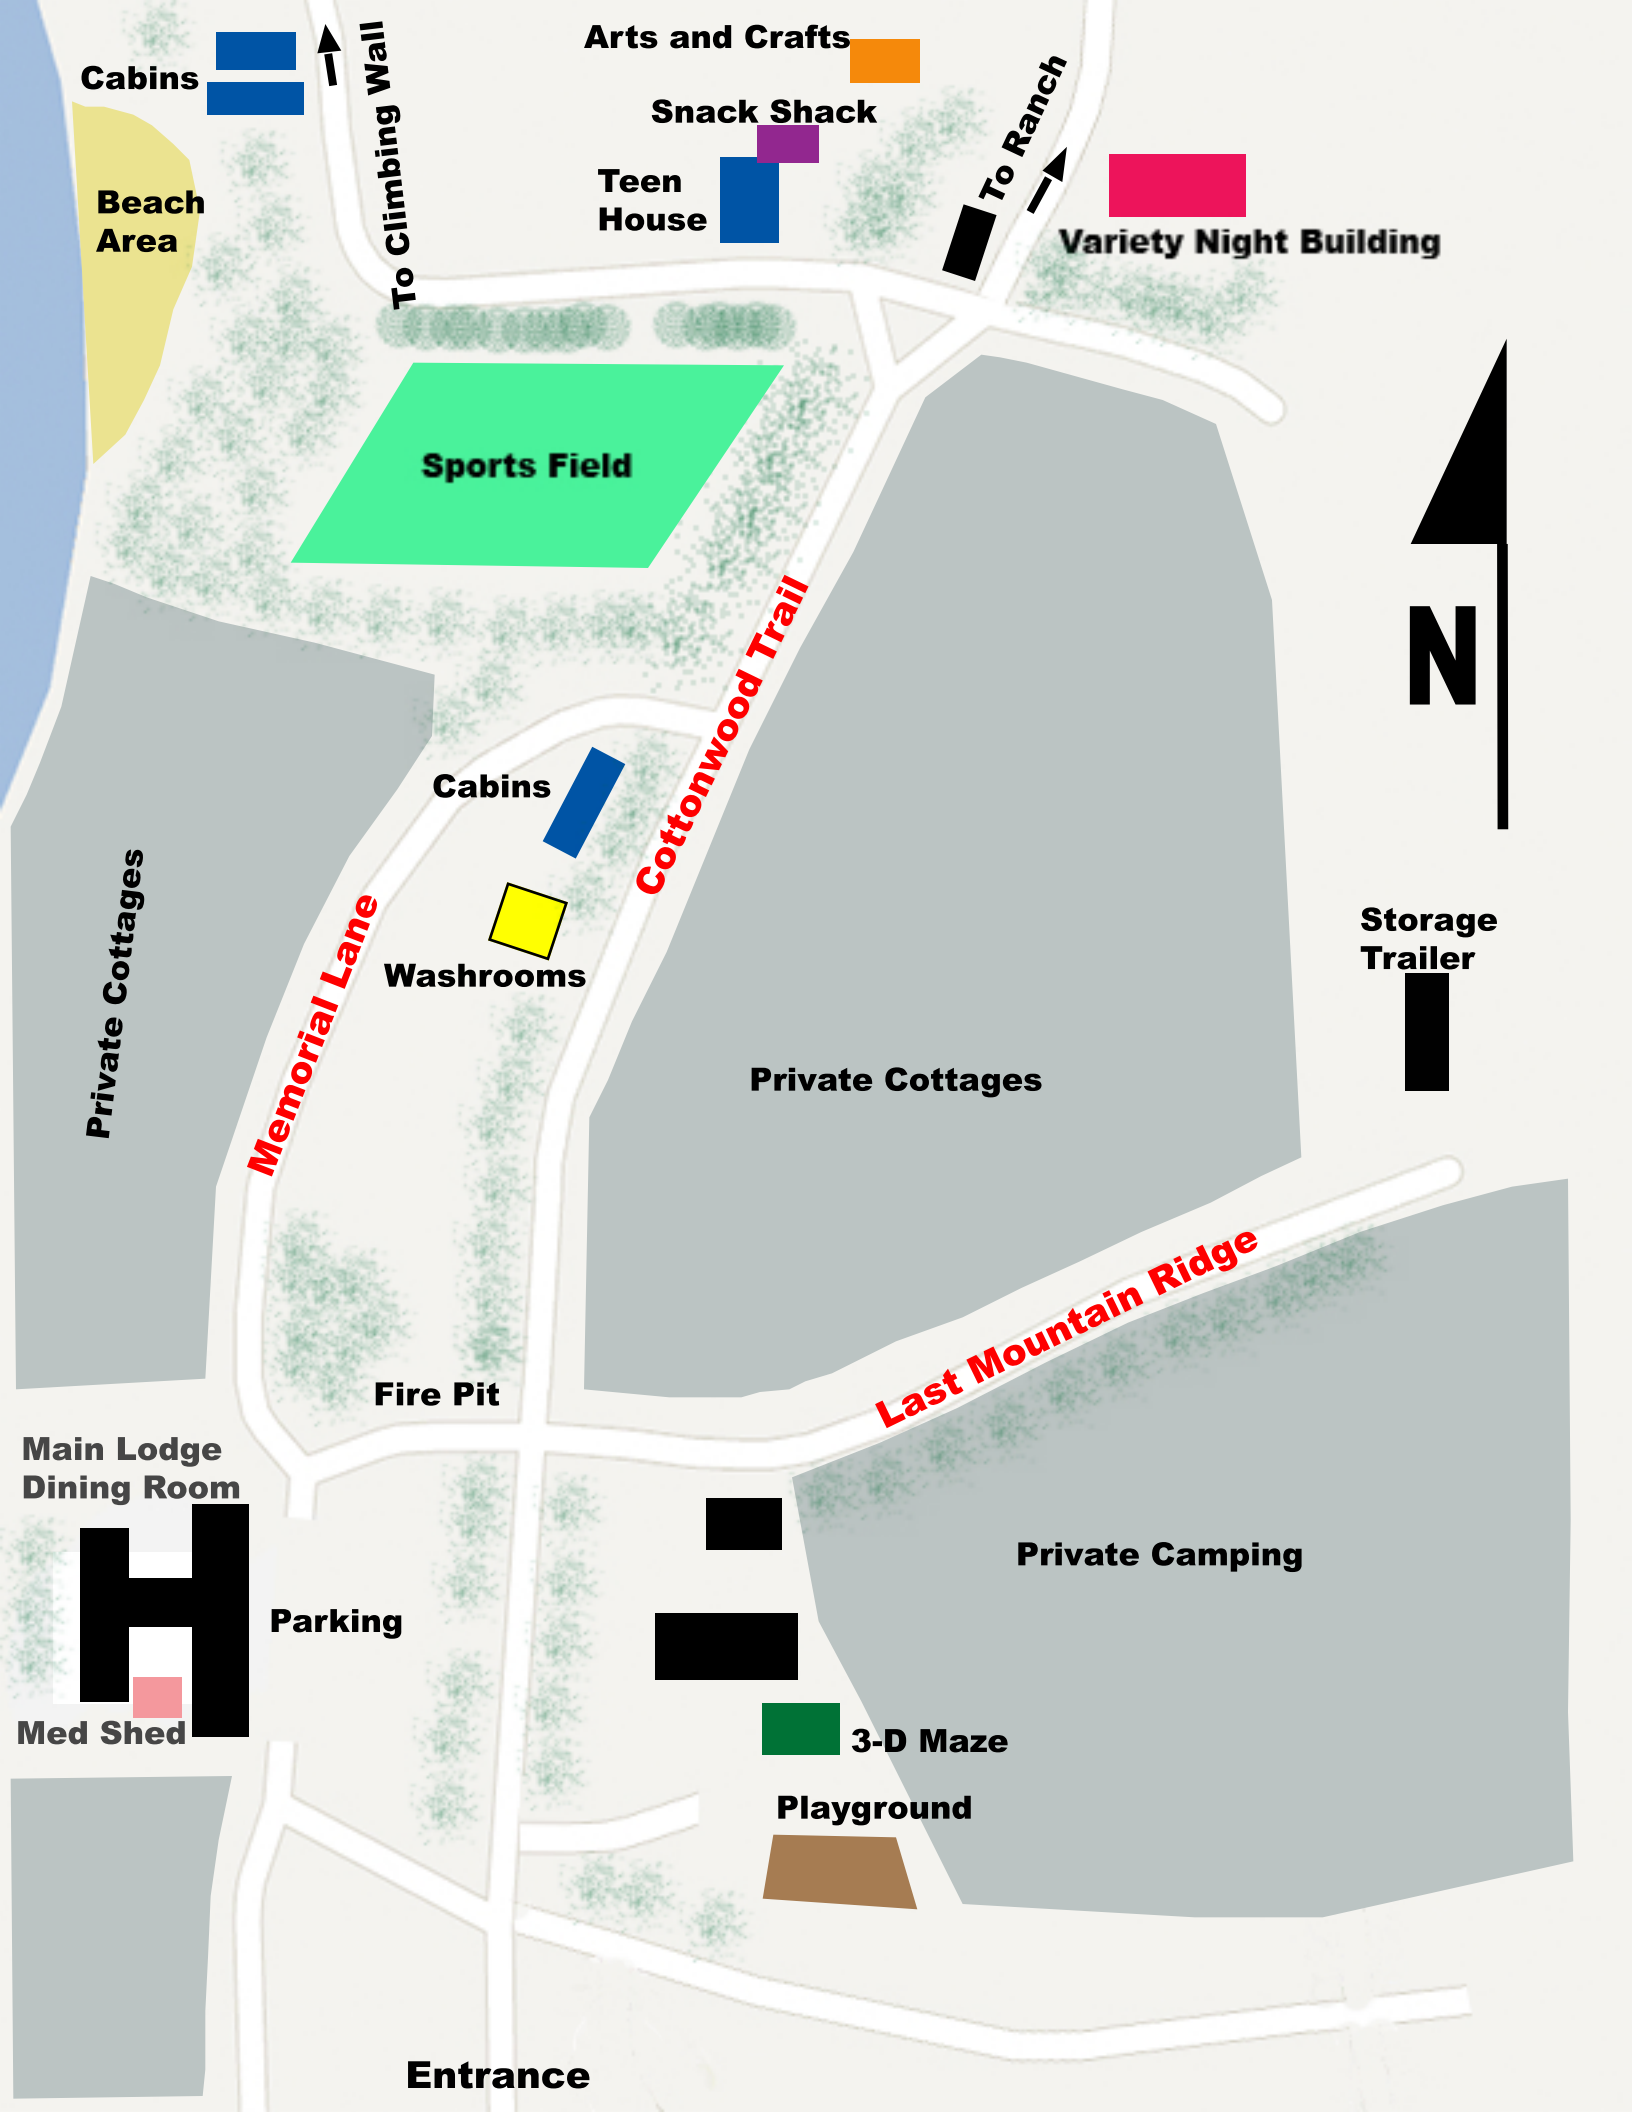 Cabins
To Climbing Wall
Arts and Crafts
Snack Shack
Teen
House
To Ranch
Variety Night Building
Beach
Area
Sports Field
N
Cottonwood Trail
Cabins
Washrooms
Memorial Lane
Private Cottages
Storage
Trailer
Private Cottages
Last Mountain Ridge
Fire Pit
Main Lodge
Dining Room
Private Camping
Parking
Med Shed
3-D Maze
Playground
Entrance